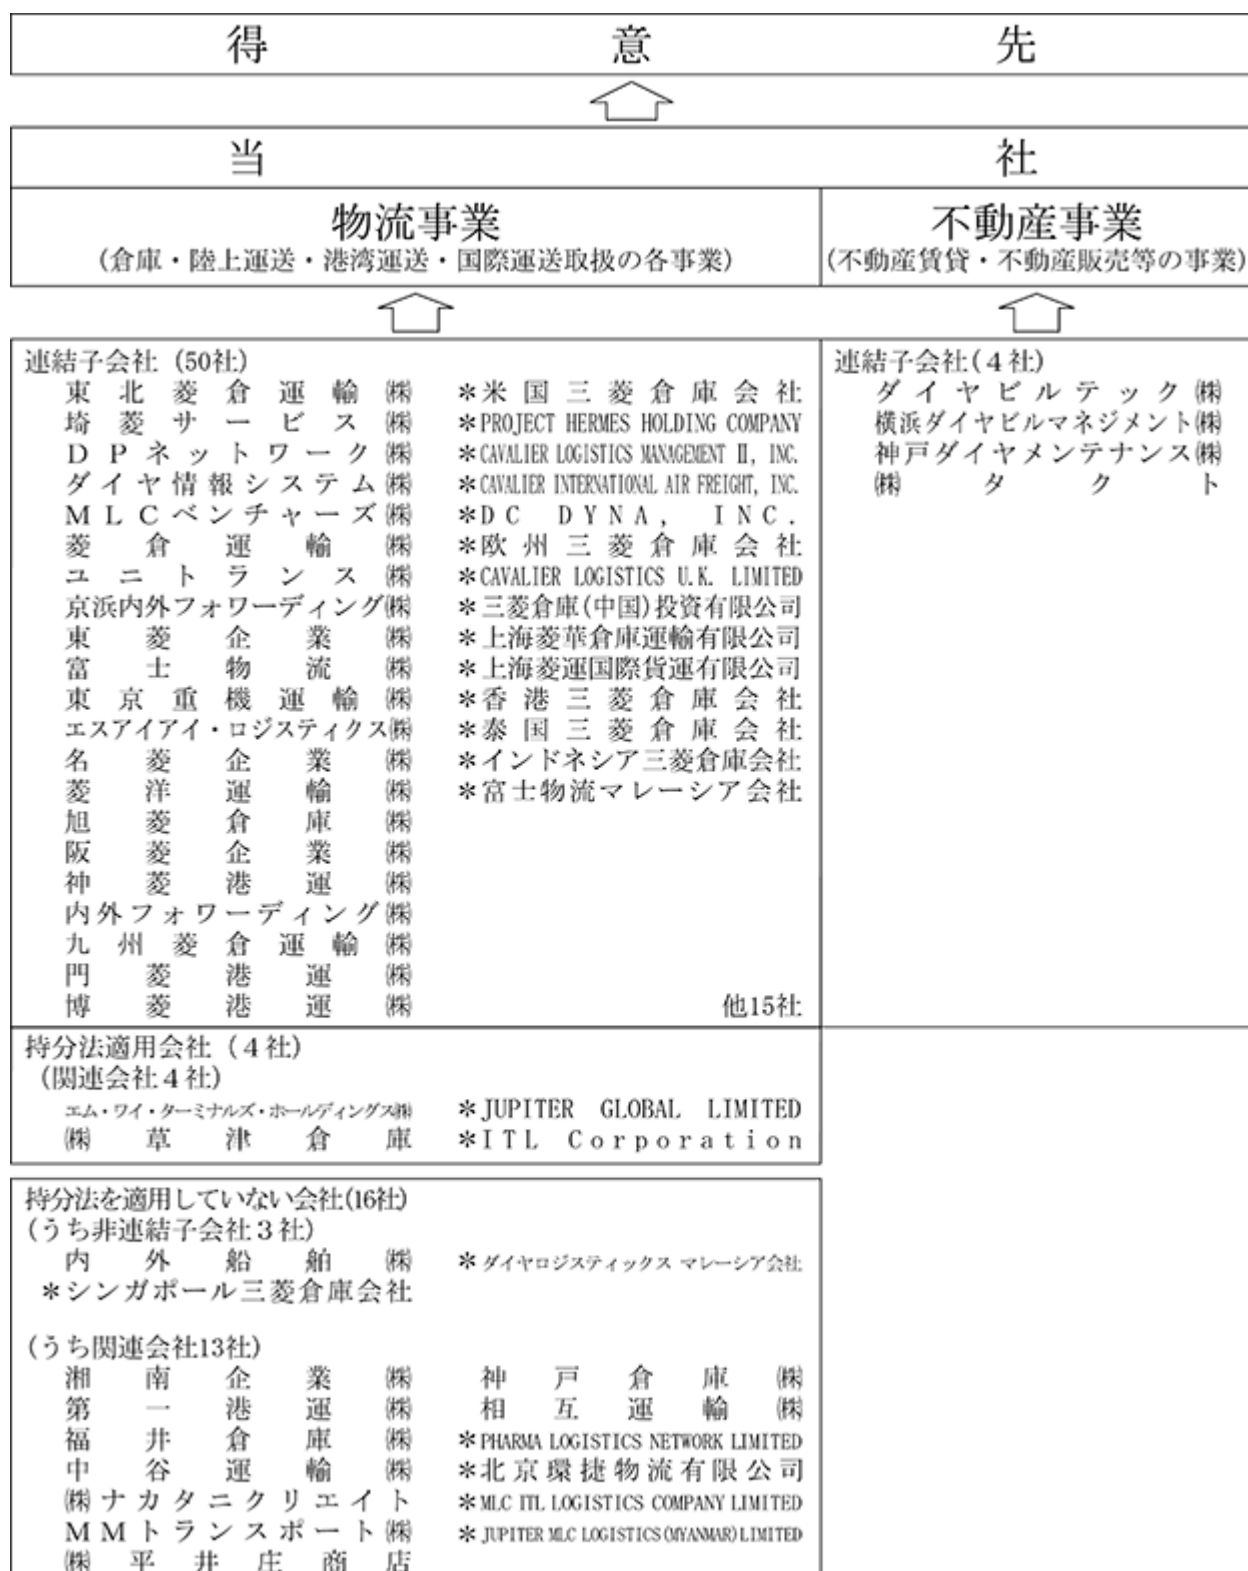 得意先
当社
物流事業
(倉庫・陸上運送・港湾運送・国際運送取扱の各事業)
不動産事業
(不動産賃貸・不動産販売等の事業)
連結子会社 (50社)
東北菱倉運輸㈱
埼菱サービス㈱
DPネットワーク㈱
ダイヤ情報システム㈱
MLCベンチャーズ㈱
菱倉運輸㈱
ユニトランス㈱
京浜内外フォワーディング㈱
東菱企業㈱
富士物流㈱
東京重機運輸㈱
エスアイアイ・ロジスティクス㈱
名菱企業㈱
菱洋運輸㈱
旭菱倉庫㈱
阪菱企業㈱
神菱港運㈱
内外フォワーディング㈱
九州菱倉運輸㈱
門菱港運㈱
博菱港運㈱
*米国三菱倉庫会社
*PROJECT HERMES HOLDING COMPANY
*CAVALIER LOGISTICS MANAGEMENT Ⅱ, INC.
*CAVALIER INTERNATIONAL AIR FREIGHT, INC.
*DC DYNA, INC.
*欧州三菱倉庫会社
*CAVALIER LOGISTICS U.K. LIMITED
*三菱倉庫(中国)投資有限公司
*上海菱華倉庫運輸有限公司
*上海菱運国際貨運有限公司
*香港三菱倉庫会社
*泰国三菱倉庫会社
*インドネシア三菱倉庫会社
*富士物流マレーシア会社
他15社
連結子会社(4社)
ダイヤビルテック㈱
横浜ダイヤビルマネジメント㈱
神戸ダイヤメンテナンス㈱
㈱タクト
持分法適用会社 (4社)
(関連会社4社)
エム・ワイ・ターミナルズ・ホールディングス㈱
㈱草津倉庫
*JUPITER GLOBAL LIMITED
*ITL Corporation
持分法を適用していない会社(16社)
(うち非連結子会社3社)
内外船舶㈱
*シンガポール三菱倉庫会社
*ダイヤロジスティックス マレーシア会社
(うち関連会社13社)
湘南企業㈱
第一港運㈱
福井倉庫㈱
中谷運輸㈱
㈱ナカタニクリエイト
MMトランスポート㈱
㈱平井庄商店
神戸倉庫㈱
相互運輸㈱
*PHARMA LOGISTICS NETWORK LIMITED
*北京環捷物流有限公司
*MLC ITL LOGISTICS COMPANY LIMITED
*JUPITER MLC LOGISTICS(MYANMAR)LIMITED